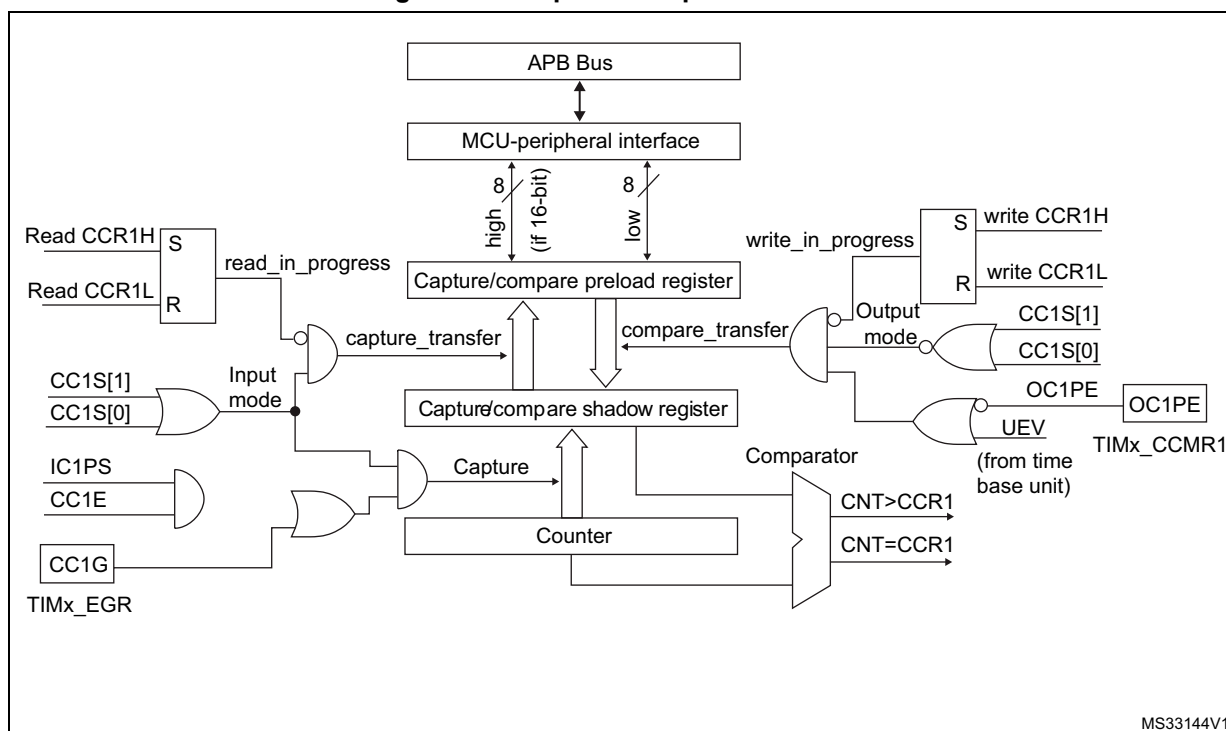 APB Bus
MCU-peripheral interface
8
high
(if 16-bit)
8
low
Read CCR1H
S
read_in_progress
Read CCR1L
R
write_in_progress
S
write CCR1H
R
write CCR1L
Capture/compare preload register
capture_transfer
compare_transfer
Output
mode
CC1S[1]
CC1S[0]
CC1S[1]
CC1S[0]
Input
mode
Capture/compare shadow register
OC1PE
OC1PE
UEV
TIMx_CCMR1
(from time
base unit)
IC1PS
CC1E
Capture
Comparator
CNT>CCR1
Counter
CNT=CCR1
CC1G
TIMx_EGR
MS33144V1